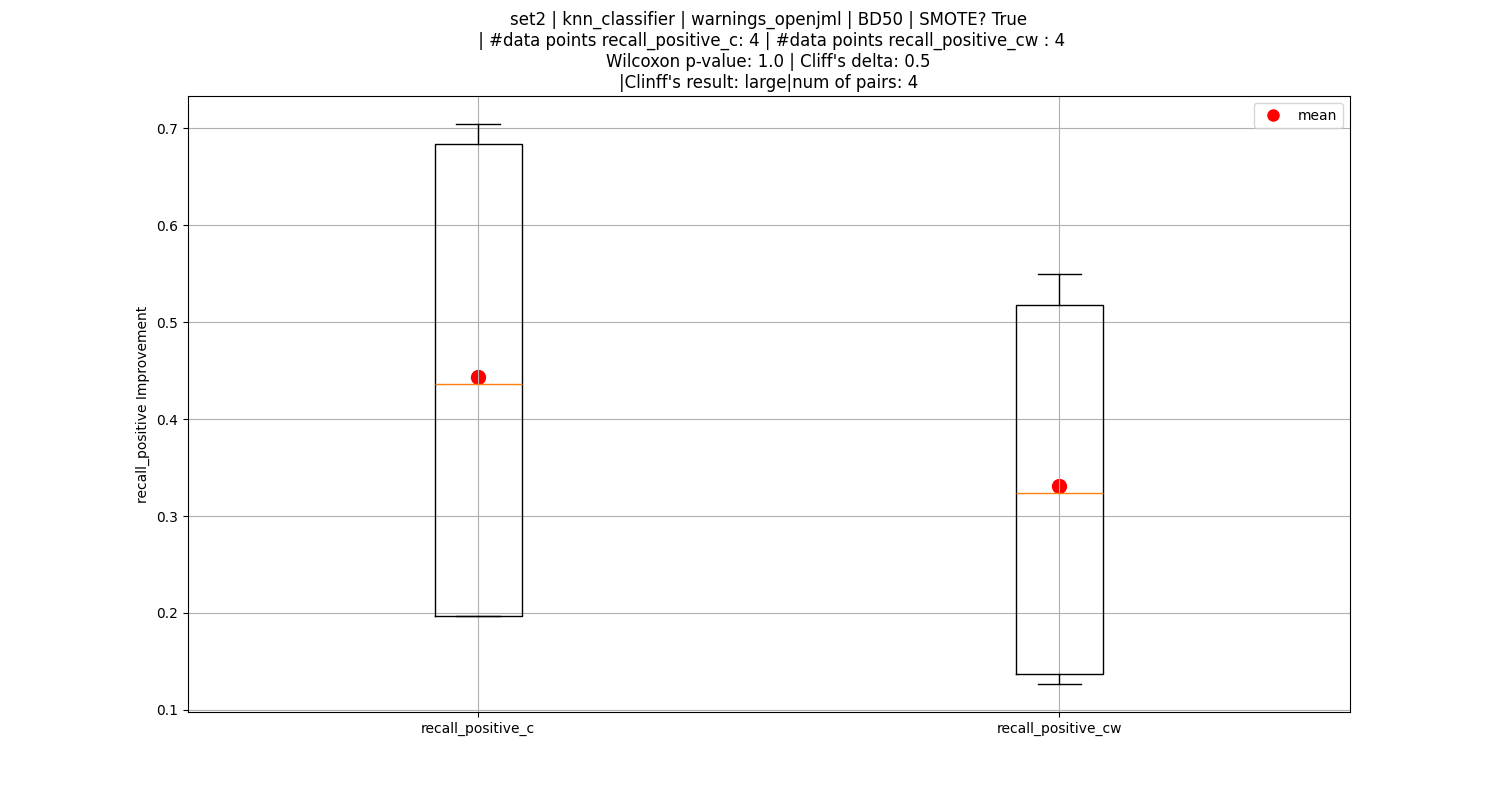 set2 | knn_classifier | warnings_openjml | BD50 | SMOTE? True
| #data points recall_positive_c: 4 | #data points recall_positive_cw : 4
Wilcoxon p-value: 1.0 | Cliff's delta: 0.5
|Clinff's result: large|num of pairs: 4
mean
0.7
0.6
0.5
0.4
0.3
0.2
0.1
recall_positive Improvement
recall_positive_c
recall_positive_cw